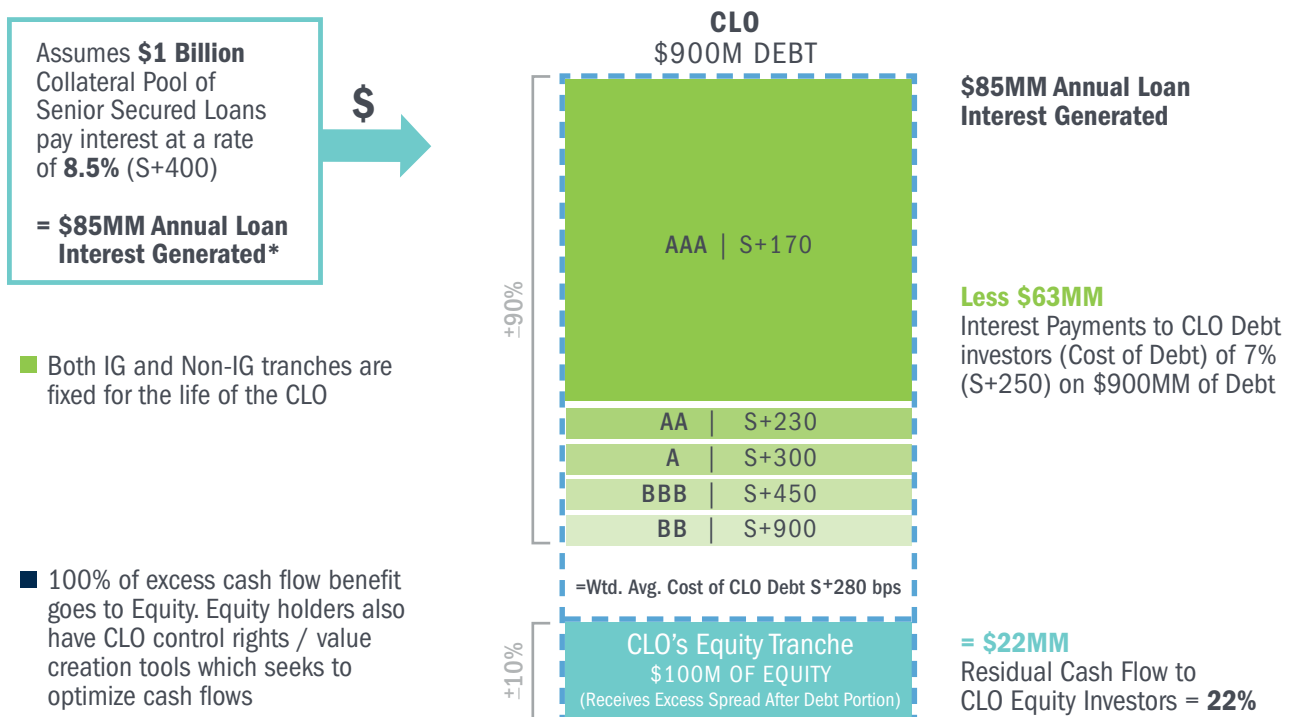 Assumes $1 Billion
Collateral Pool of
Senior Secured Loans
pay interest at a rate
of 8.5% (S+400)
= $85MM Annual Loan
Interest Generated*
$
Both IG and Non-IG tranches are
fixed for the life of the CLO
100% of excess cash flow benefit
goes to Equity. Equity holders also
have CLO control rights / value
creation tools which seeks to
optimize cash flows
CLO
$900M DEBT
±90%
AAA | S+170
AA | S+230
A | S+300
BBB | S+450
BB | S+900
=Wtd. Avg. Cost of CLO Debt S+280 bps
±10%
CLO's Equity Tranche
$100M OF EQUITY
(Receives Excess Spread After Debt Portion)
$85MM Annual Loan
Interest Generated
Less $63MM
Interest Payments to CLO Debt
investors (Cost of Debt) of 7%
(S+250) on $900MM of Debt
= $22MM
Residual Cash Flow to
CLO Equity Investors = 22%